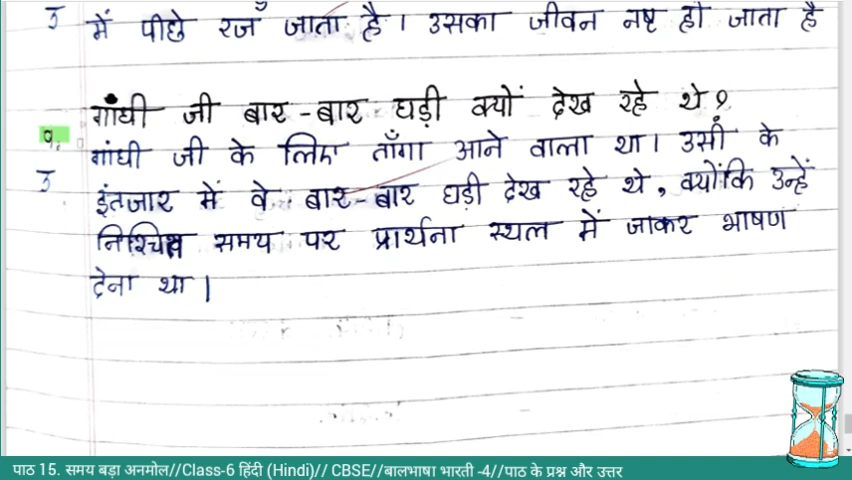 उ में पीछे रज जाता है। उसका जीवन नष्ट हो जाता है
गाँधी जी बार-बार घड़ी क्यों देख रहे थे?
९.
गांधी जी के लिए ताँगा आने वाला था। उसी के
उ इंतजार में वे बार-बार घड़ी देख रहे थे, क्योंकि उन्हें
निश्चित समय पर प्रार्थना स्थल में जाकर भाषण
देना था।
पाठ 15. समय बड़ा अनमोल//Class-6 हिंदी (Hindi)// CBSE//बालभाषा भारती -4//पाठ के प्रश्न और उत्तर